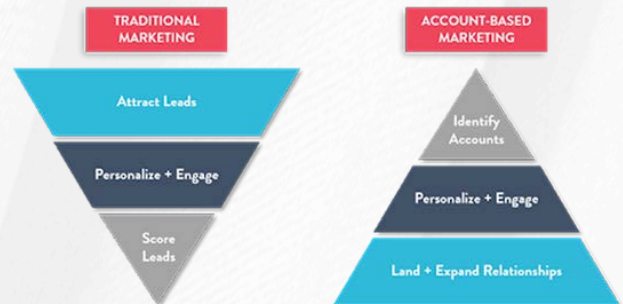 TRADITIONAL
MARKETING
Attract Leads
Personalize + Engage
Score
Leads
ACCOUNT-BASED
MARKETING
Identify
Accounts
Personalize + Engage
Land + Expand Relationships